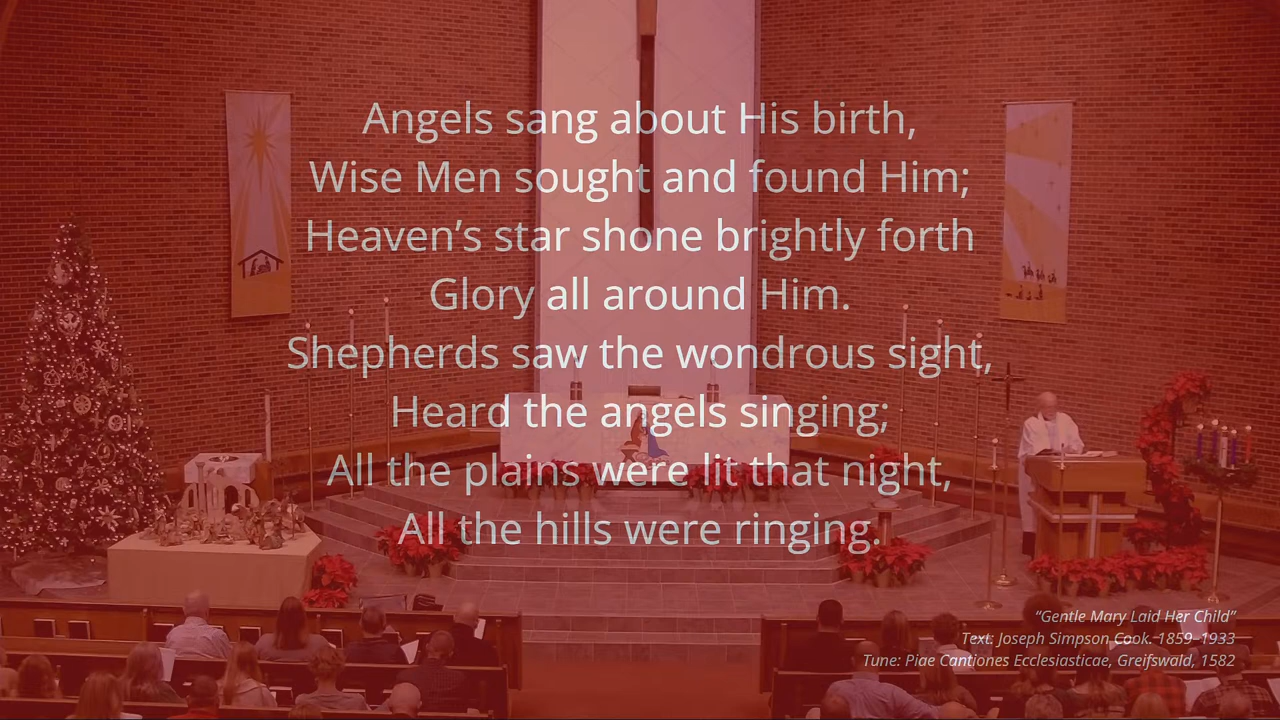 Angels sang about His birth,
Wise Men sought and found Him;
Heaven’s star shone brightly forth
Glory all around Him.
Shepherds saw the wondrous sight,
Heard the angels singing;
All the plains were lit that night,
All the hills were ringing.
“Gentle Mary Laid Her Child”
Text: Joseph Simpson Cook. 1859–1933
Tune: Piae Cantiones Ecclesiasticae, Greifswald, 1582